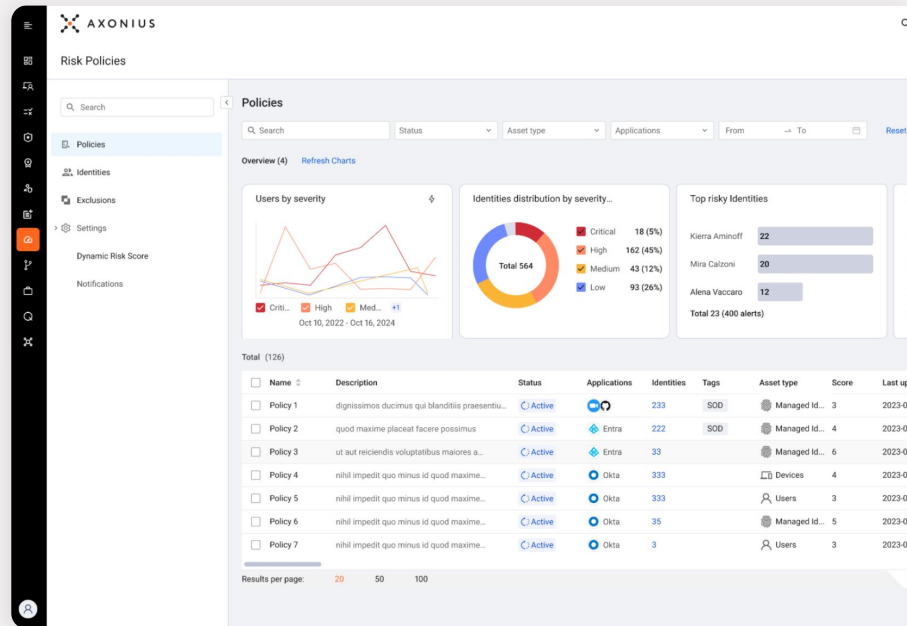 AXONIUS
Risk Policies
Search
Policies
Identities
Exclusions
Settings
Dynamic Risk Score
Notifications
Policies
Search Status Asset type Applications From To Reset
Overview (4) Refresh Charts
Users by severity
Criti... High Med... +1
Oct 10, 2022 - Oct 16, 2024
Identities distribution by severity...
Total 564
Critical 18 (5%)
High 162 (45%)
Medium 43 (12%)
Low 93 (26%)
Top risky Identities
Kierra Aminoff 22
Mira Calzoni 20
Alena Vaccaro 12
Total 23 (400 alerts)
Total (126)
Name Description Status Applications Identities Tags Asset type Score Last up
Policy 1 dignissimos ducimus qui blanditiis praesentiu... Active 233 SOD Managed Id... 3 2023-0
Policy 2 quod maxime placeat facere possimus Active Entra 222 SOD Managed Id... 4 2023-0
Policy 3 ut aut reiciendis voluptatibus maiores a... Active Entra 33 Managed Id... 6 2023-0
Policy 4 nihil impedit quo minus id quod maxime... Active Okta 333 Devices 4 2023-0
Policy 5 nihil impedit quo minus id quod maxime... Active Okta 333 Users 3 2023-0
Policy 6 nihil impedit quo minus id quod maxime... Active Okta 35 Managed Id... 5 2023-0
Policy 7 nihil impedit quo minus id quod maxime... Active Okta 3 Users 3 2023-0
Results per page: 20 50 100